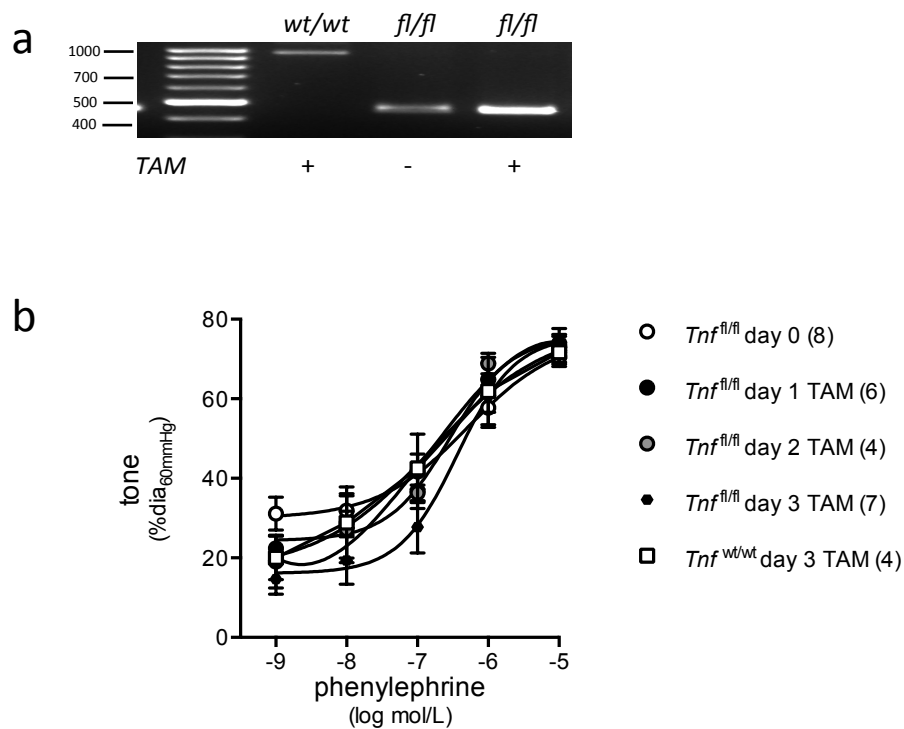 a
wt/wt fl/fl fl/fl
1000
700
500
400
TAM + - +
b
80
60
40
20
0
tone
(%dia60mmHg)
-9 -8 -7 -6 -5
phenylephrine
(log mol/L)
Tnf fl/fl day 0 (8)
Tnf fl/fl day 1 TAM (6)
Tnf fl/fl day 2 TAM (4)
Tnf fl/fl day 3 TAM (7)
Tnf wt/wt day 3 TAM (4)